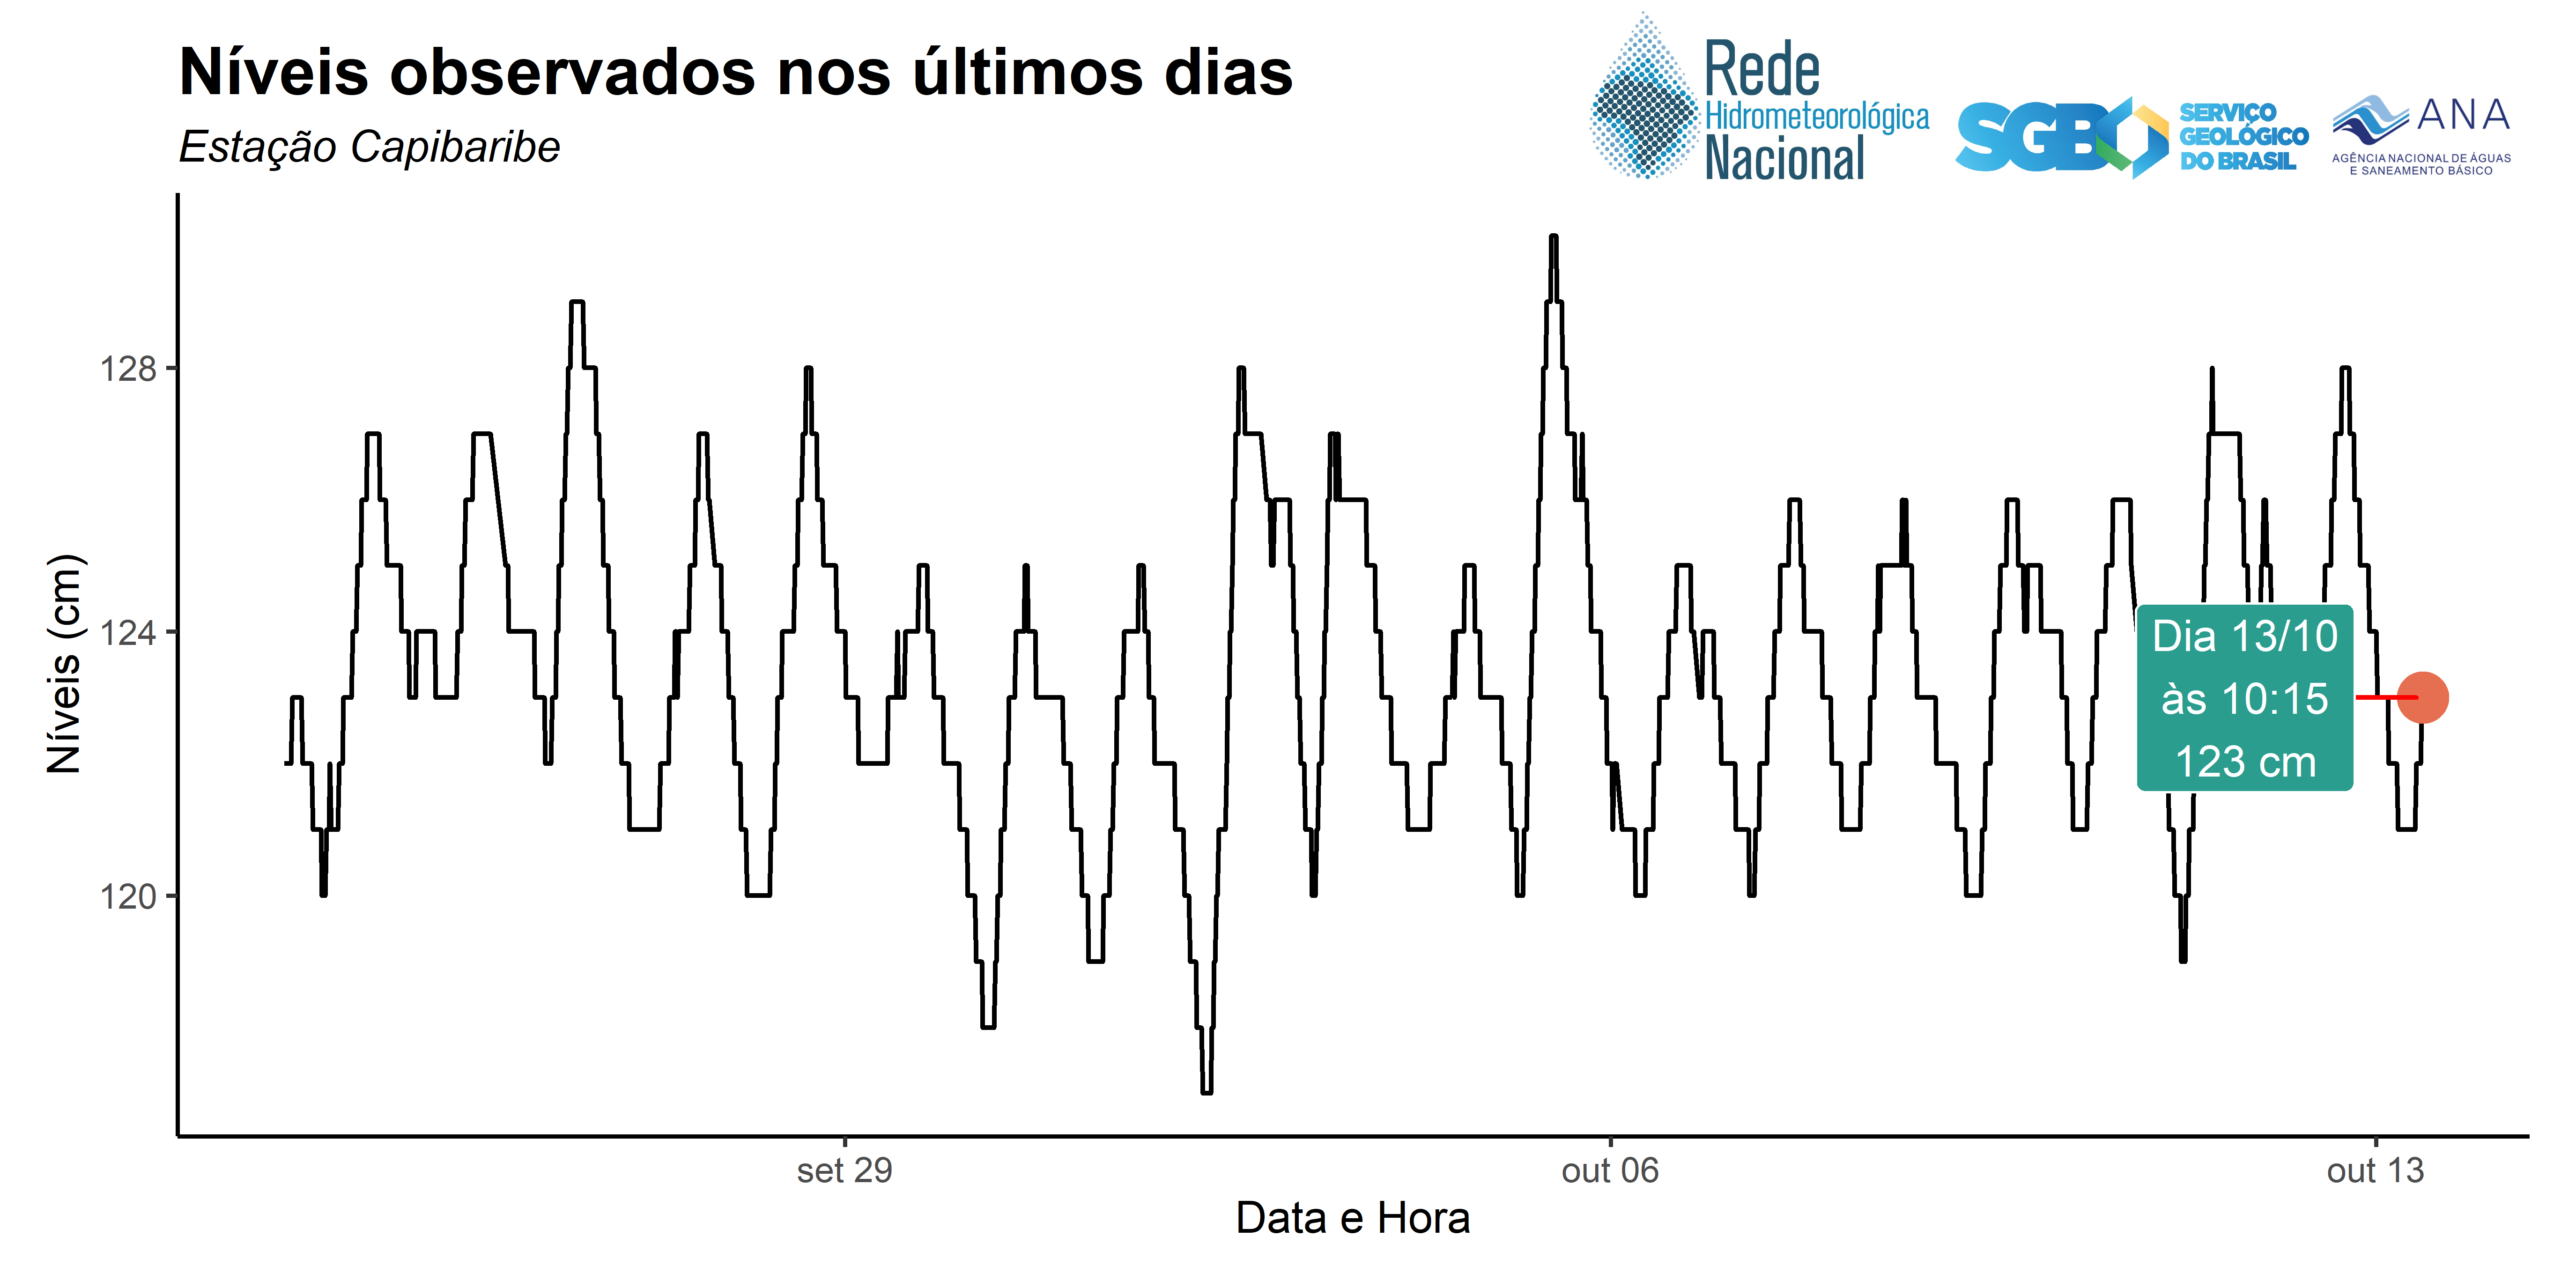 Níveis observados nos últimos dias
Estação Capibaribe
Rede
Hidrometeorológica
Nacional
SGB
SERVIÇO
GEOLÓGICO
DO BRASIL
ANA
AGÊNCIA NACIONAL DE ÁGUAS
E SANEAMENTO BÁSICO
Níveis (cm)
128
124
120
Dia 13/10
às 10:15
123 cm
set 29
out 06
out 13
Data e Hora